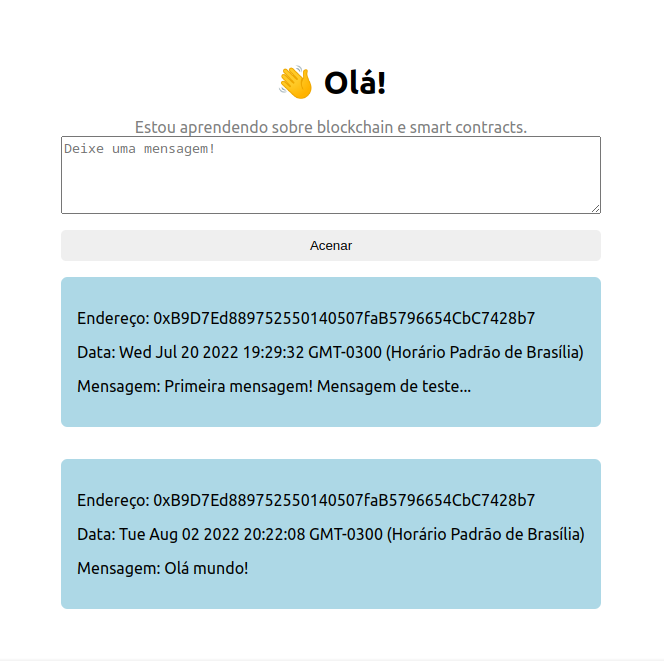 👋 Olá!
Estou aprendendo sobre blockchain e smart contracts.
Deixe uma mensagem!
Acenar
Endereço: 0xB9D7Ed889752550140507faB5796654CbC7428b7
Data: Wed Jul 20 2022 19:29:32 GMT-0300 (Horário Padrão de Brasília)
Mensagem: Primeira mensagem! Mensagem de teste...
Endereço: 0xB9D7Ed889752550140507faB5796654CbC7428b7
Data: Tue Aug 02 2022 20:22:08 GMT-0300 (Horário Padrão de Brasília)
Mensagem: Olá mundo!